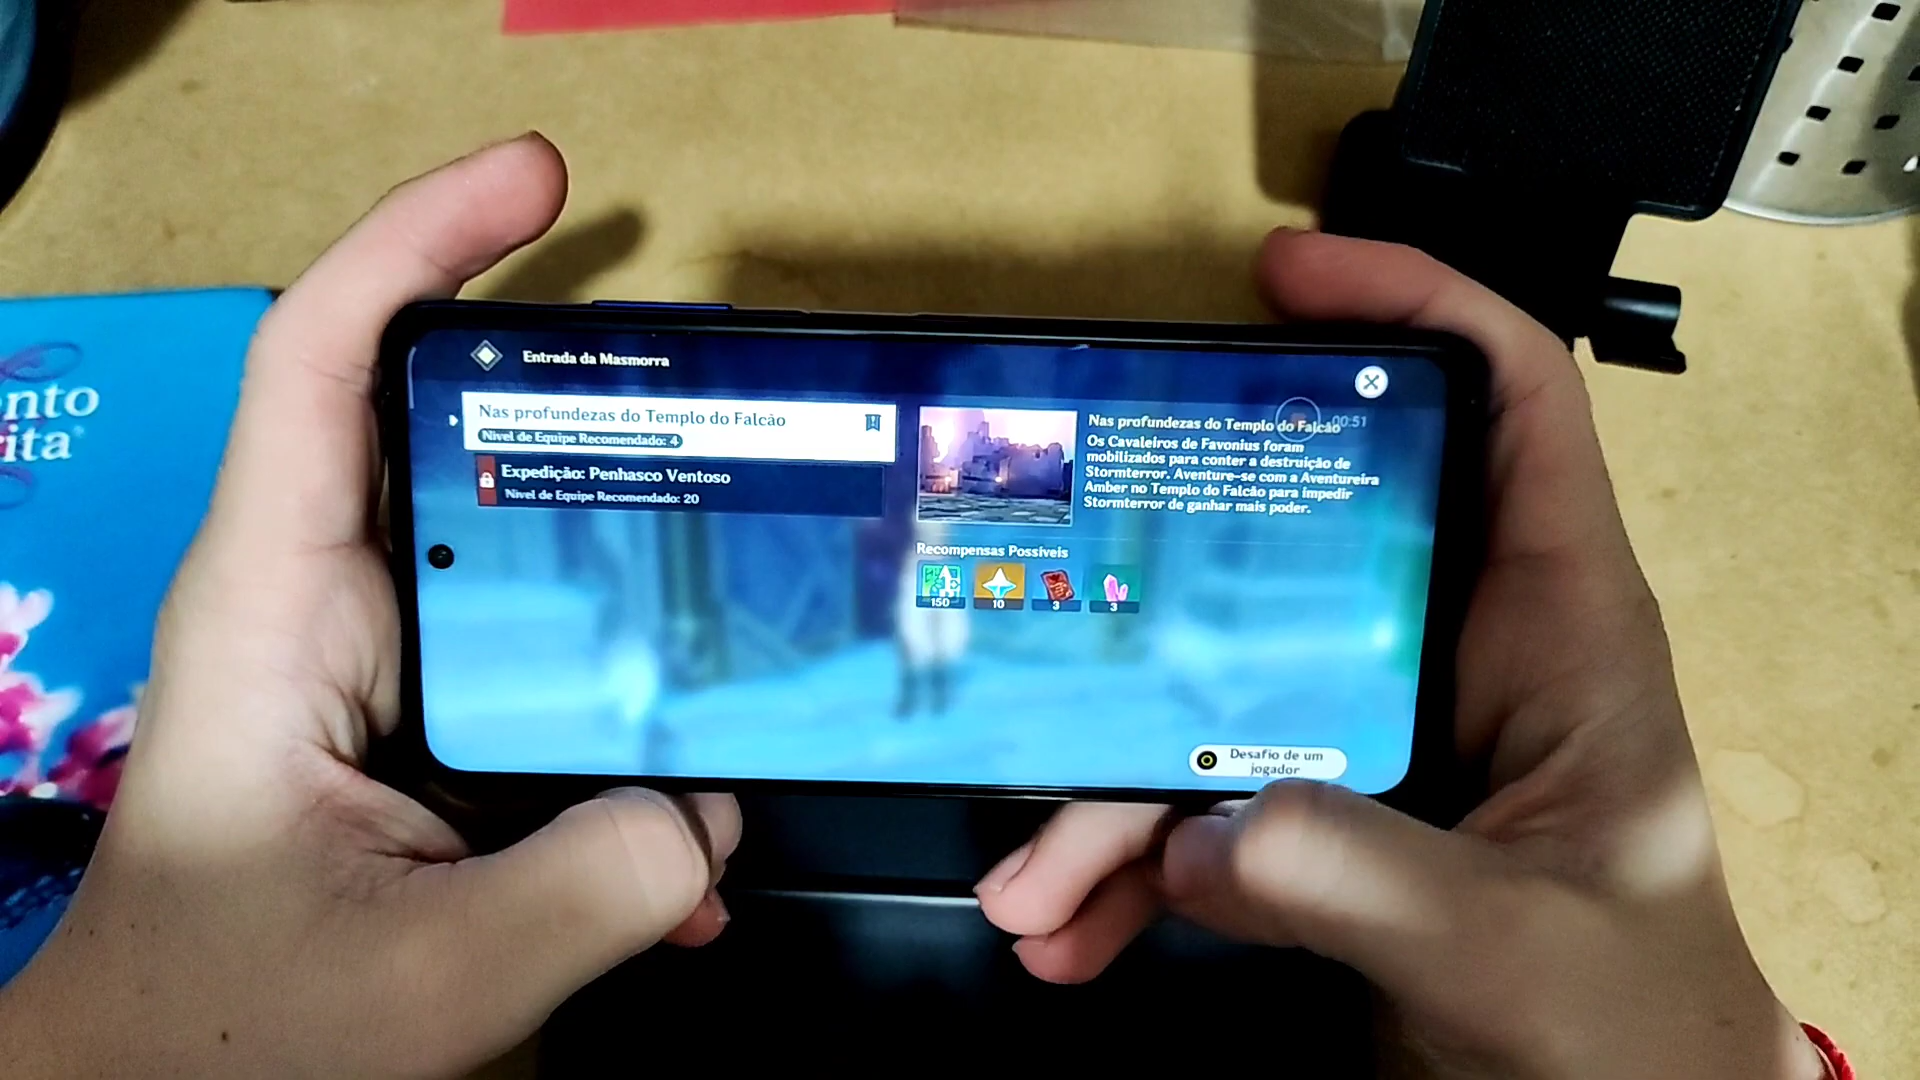 Entrada da Masmorra
Nas profundezas do Templo do Falcão
Nível de Equipe Recomendado: 4
Expedição: Penhasco Ventoso
Nível de Equipe Recomendado: 20
Nas profundezas do Templo do Falcão
00:51
Os Cavaleiros de Favonius foram
mobilizados para conter a destruição de
Stormterror. Aventure-se com a Aventureira
Amber no Templo do Falcão para impedir
Stormterror de ganhar mais poder.
Recompensas Possíveis
150
10
3
3
Desafio de um
jogador